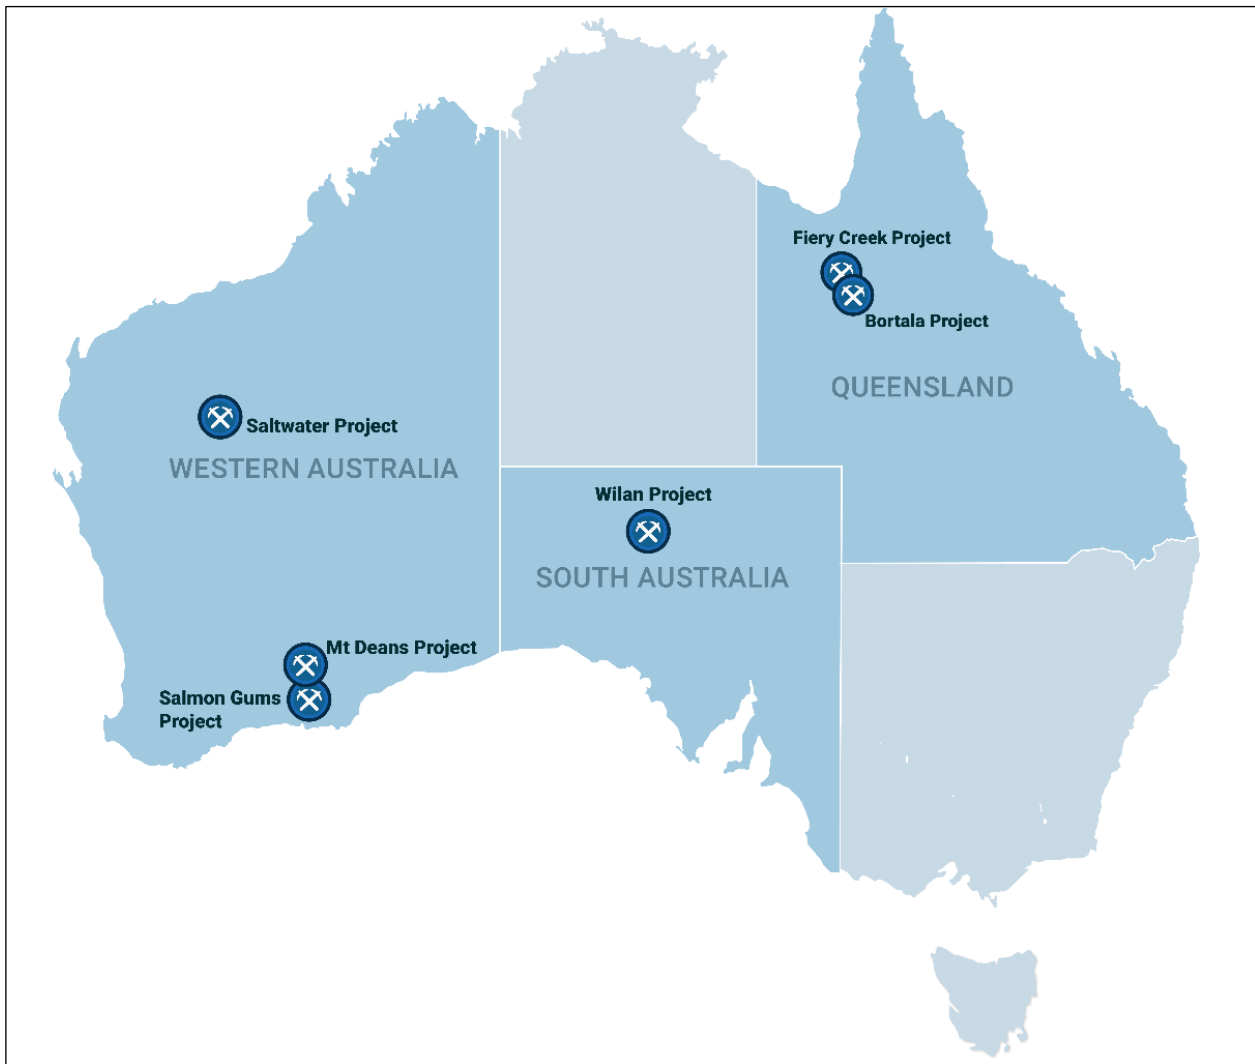 Fiery Creek Project
Bortala Project
QUEENSLAND
Saltwater Project
WESTERN AUSTRALIA
Wilan Project
SOUTH AUSTRALIA
Mt Deans Project
Salmon Gums
Project